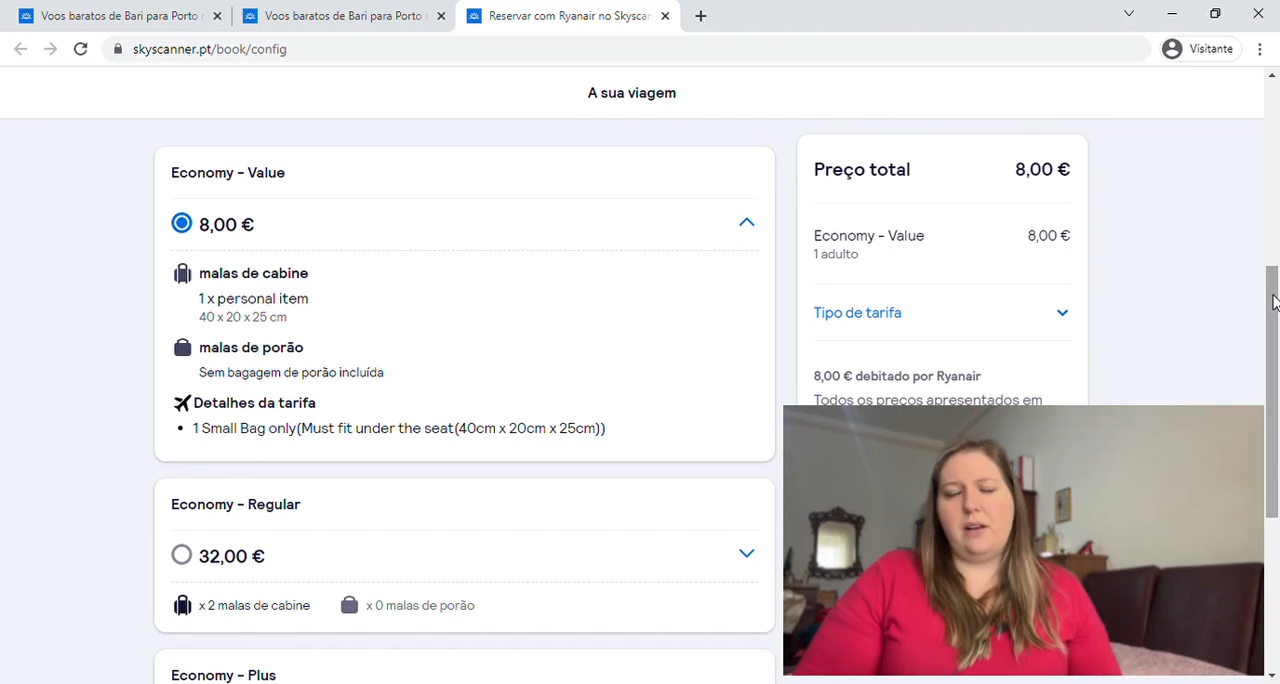 Voos baratos de Bari para Porto
Voos baratos de Bari para Porto
Reservar com Ryanair no Skyscan
skyscanner.pt/book/config
Visitante
A sua viagem
Economy - Value
8,00 €
malas de cabine
1 x personal item
40 x 20 x 25 cm
malas de porão
Sem bagagem de porão incluída
Detalhes da tarifa
• 1 Small Bag only(Must fit under the seat(40cm x 20cm x 25cm))
Economy - Regular
32,00 €
x 2 malas de cabine
x 0 malas de porão
Economy - Plus
Preço total
8,00 €
Economy - Value
8,00 €
1 adulto
Tipo de tarifa
8,00 € debitado por Ryanair
Todos os preços apresentados em